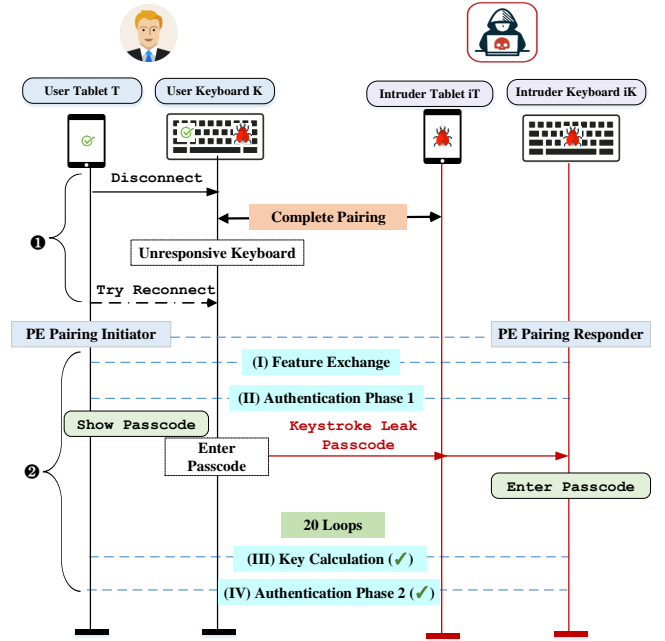 User Tablet T
User Keyboard K
Intruder Tablet iT
Intruder Keyboard iK
Disconnect
Complete Pairing
❶
Unresponsive Keyboard
Try Reconnect
PE Pairing Initiator
PE Pairing Responder
(I) Feature Exchange
(II) Authentication Phase 1
Show Passcode
Keystroke Leak
Passcode
Enter
Passcode
❷
Enter Passcode
20 Loops
(III) Key Calculation (✓)
(IV) Authentication Phase 2 (✓)